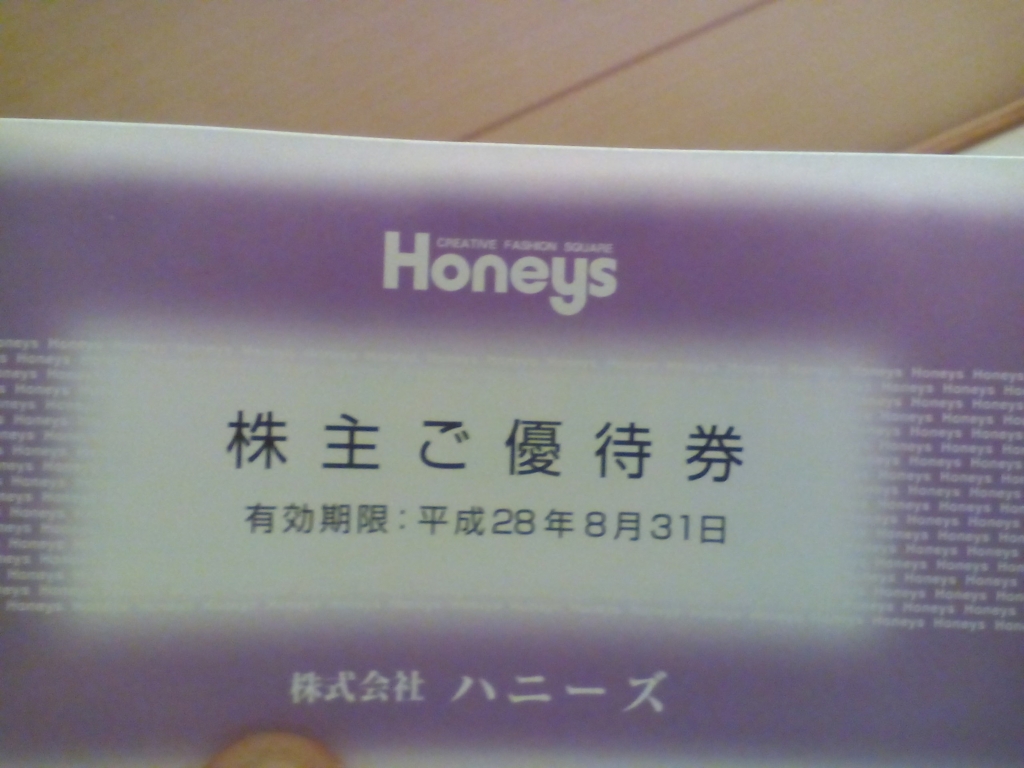 CREATIVE FASHION SQUARE
Honeys
株主ご優待券
有効期限：平成28年8月31日
株式会社 ハニーズ